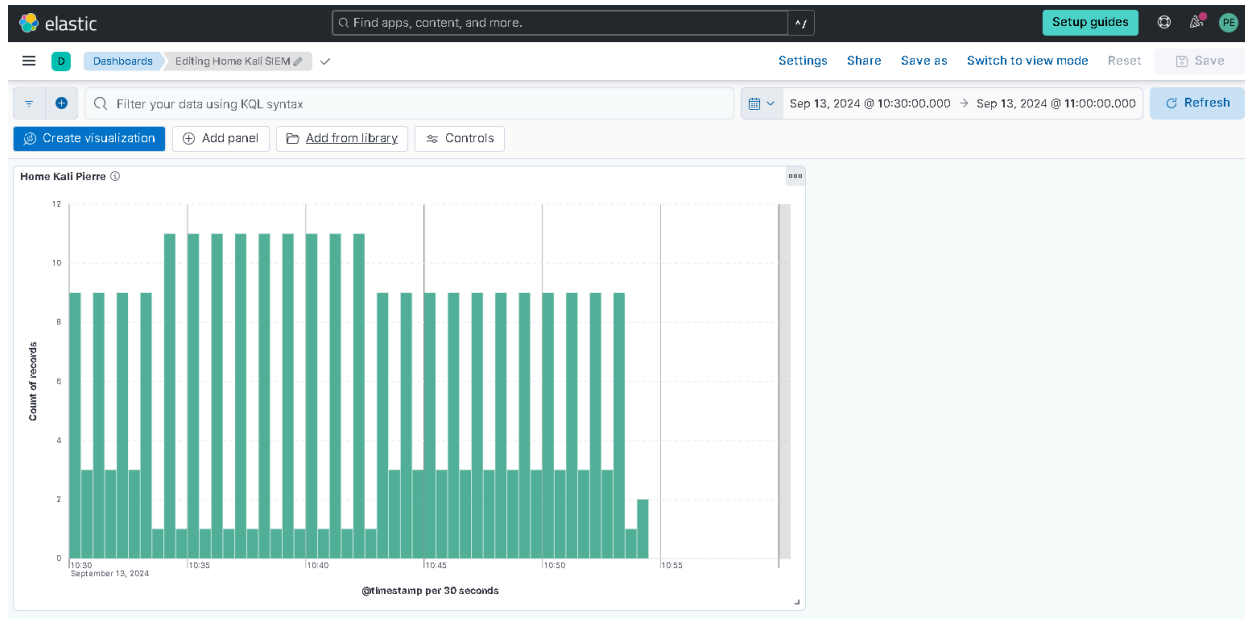 elastic
Find apps, content, and more.
^/
Setup guides
PE
D
Dashboards
Editing Home Kali SIEM
Settings
Share
Save as
Switch to view mode
Reset
Save
Filter your data using KQL syntax
Sep 13, 2024 @ 10:30:00.000 → Sep 13, 2024 @ 11:00:00.000
Refresh
Create visualization
Add panel
Add from library
Controls
Home Kali Pierre
12
10
8
6
4
2
0
Count of records
10:30
10:35
10:40
10:45
10:50
10:55
September 13, 2024
@timestamp per 30 seconds